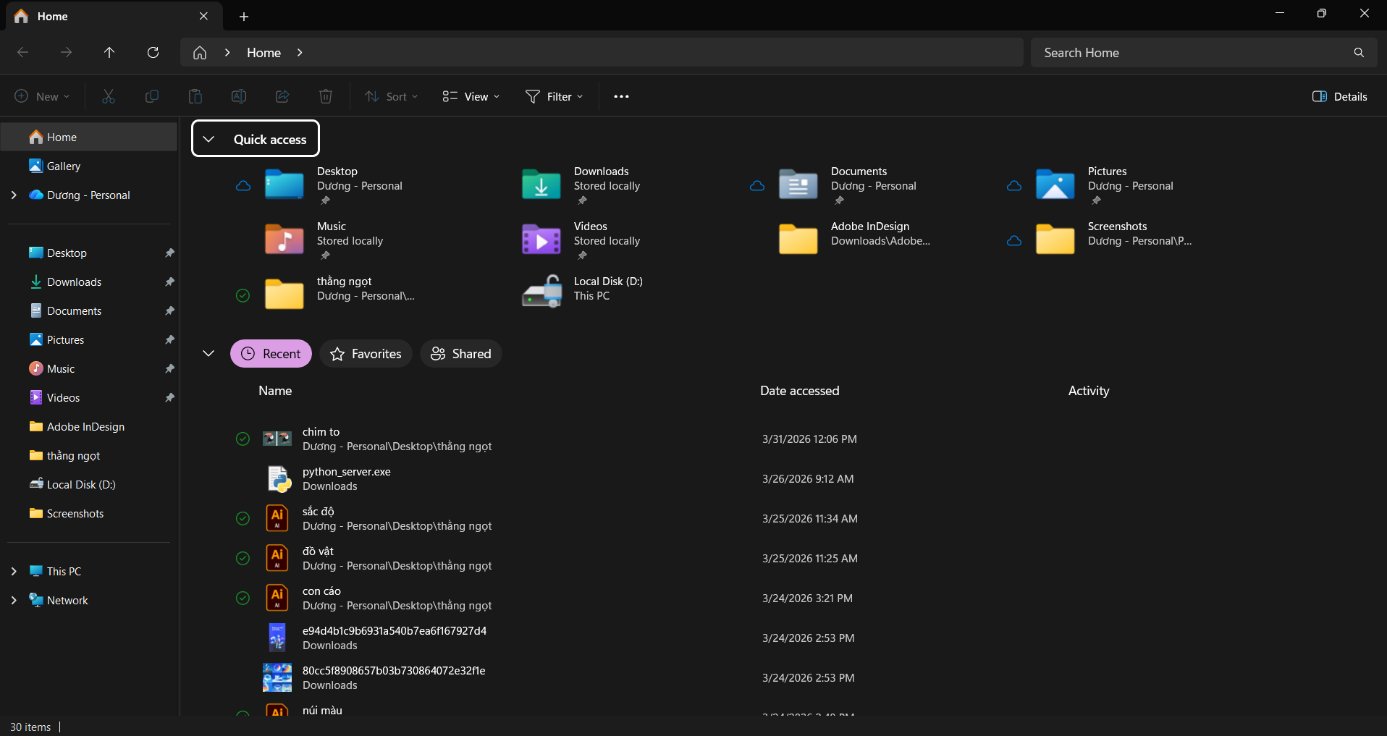 Home
Home
Search Home
New
Sort
View
Filter
Details
Home
Gallery
Dương - Personal
Desktop
Downloads
Documents
Pictures
Music
Videos
Adobe InDesign
thằng ngọt
Local Disk (D:)
Screenshots
This PC
Network
Quick access
Desktop
Dương - Personal
Downloads
Stored locally
Documents
Dương - Personal
Pictures
Dương - Personal
Music
Stored locally
Videos
Stored locally
Adobe InDesign
Downloads\Adobe...
Screenshots
Dương - Personal\P...
thằng ngọt
Dương - Personal\...
Local Disk (D:)
This PC
Recent
Favorites
Shared
Name Date accessed Activity
chim to
Dương - Personal\Desktop\thằng ngọt
3/31/2026 12:06 PM
python_server.exe
Downloads
3/26/2026 9:12 AM
Ai
AI
sắc độ
Dương - Personal\Desktop\thằng ngọt
3/25/2026 11:34 AM
Ai
AI
đồ vật
Dương - Personal\Desktop\thằng ngọt
3/25/2026 11:25 AM
Ai
AI
con cáo
Dương - Personal\Desktop\thằng ngọt
3/24/2026 3:21 PM
e94d4b1c9b6931a540b7ea6f167927d4
Downloads
3/24/2026 2:53 PM
80cc5f8908657b03b730864072e32f1e
Downloads
3/24/2026 2:53 PM
Ai
núi màu
30 items